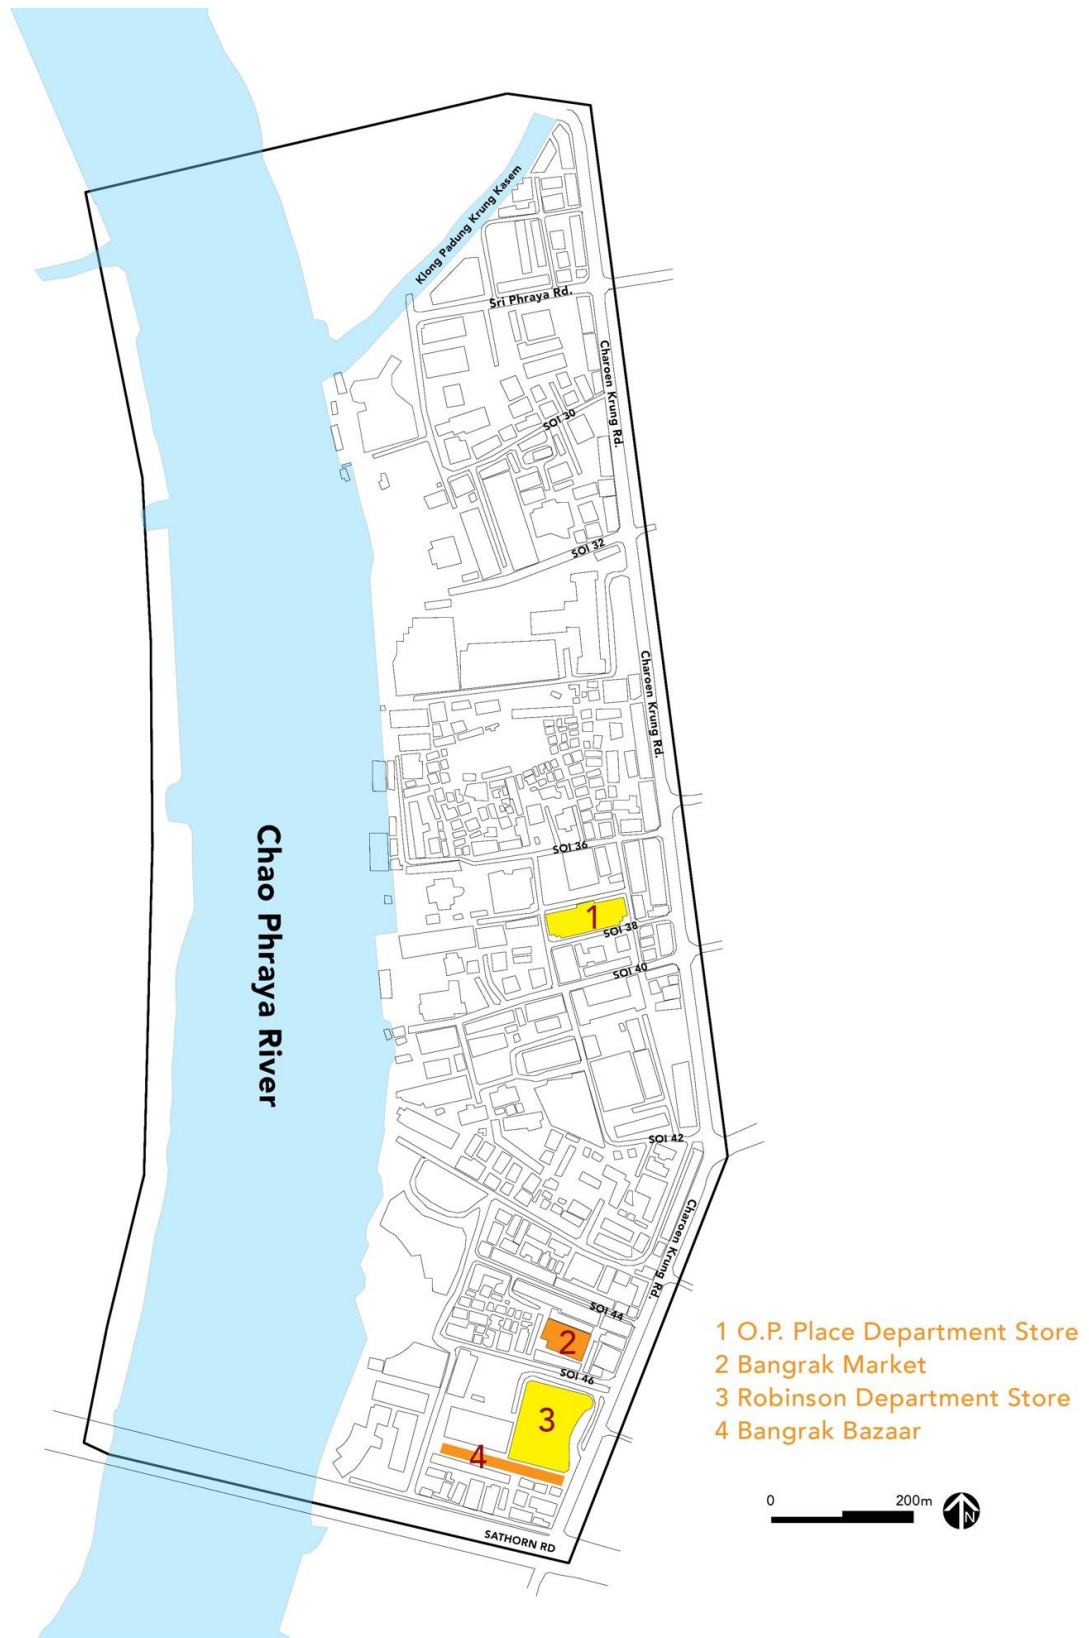 Klong Padung Krung Kasem
Sri Phraya Rd.
Charoen Krung Rd.
SOI 30
SOI 32
Charoen Krung Rd.
SOI 36
1
SOI 38
SOI 40
Chao Phraya River
SOI 42
Charoen Krung Rd.
SOI 44
2
SOI 46
3
4
SATHORN RD
1 O.P. Place Department Store
2 Bangrak Market
3 Robinson Department Store
4 Bangrak Bazaar
0 200m
N